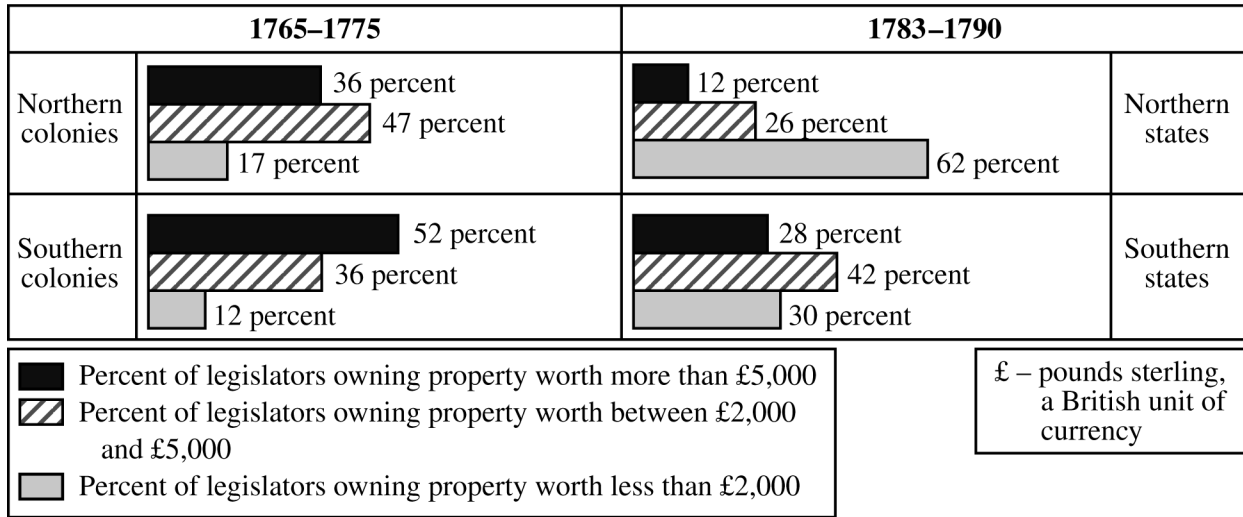 1765–1775
1783–1790
Northern
colonies
36 percent
47 percent
17 percent
12 percent
26 percent
62 percent
Northern
states
Southern
colonies
52 percent
36 percent
12 percent
28 percent
42 percent
30 percent
Southern
states
Percent of legislators owning property worth more than £5,000
Percent of legislators owning property worth between £2,000
and £5,000
Percent of legislators owning property worth less than £2,000
£ – pounds sterling,
a British unit of
currency